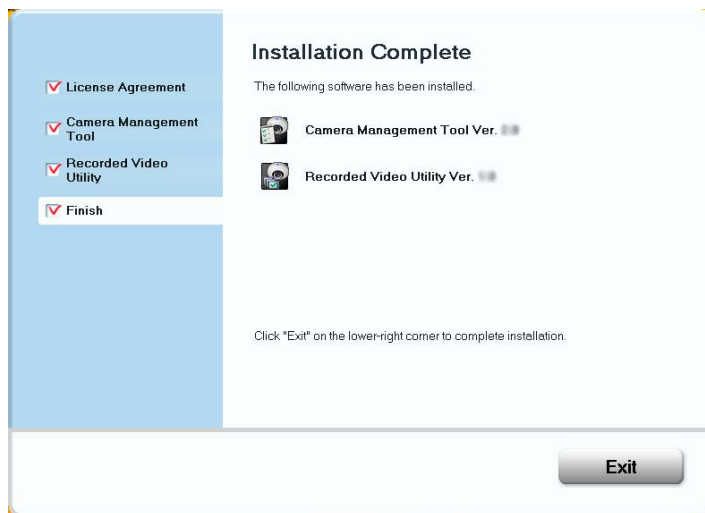 Installation Complete
The following software has been installed.
License Agreement
Camera Management
Tool
Recorded Video
Utility
Finish
Camera Management Tool Ver.
Recorded Video Utility Ver.
Click "Exit" on the lower-right corner to complete installation.
Exit